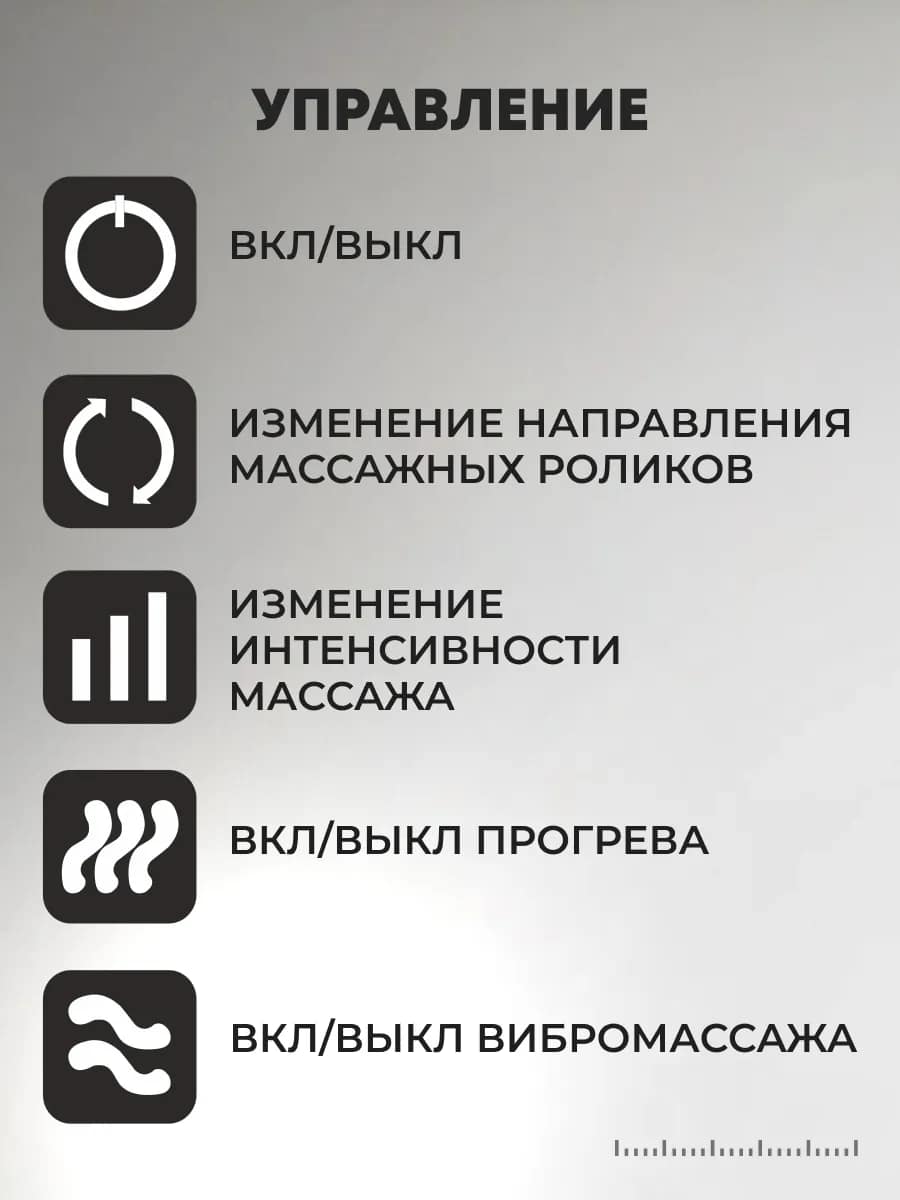 УПРАВЛЕНИЕ
ВКЛ/ВЫКЛ
ИЗМЕНЕНИЕ НАПРАВЛЕНИЯ
МАССАЖНЫХ РОЛИКОВ
ИЗМЕНЕНИЕ
ИНТЕНСИВНОСТИ
МАССАЖА
ВКЛ/ВЫКЛ ПРОГРЕВА
ВКЛ/ВЫКЛ ВИБРОМАССАЖА